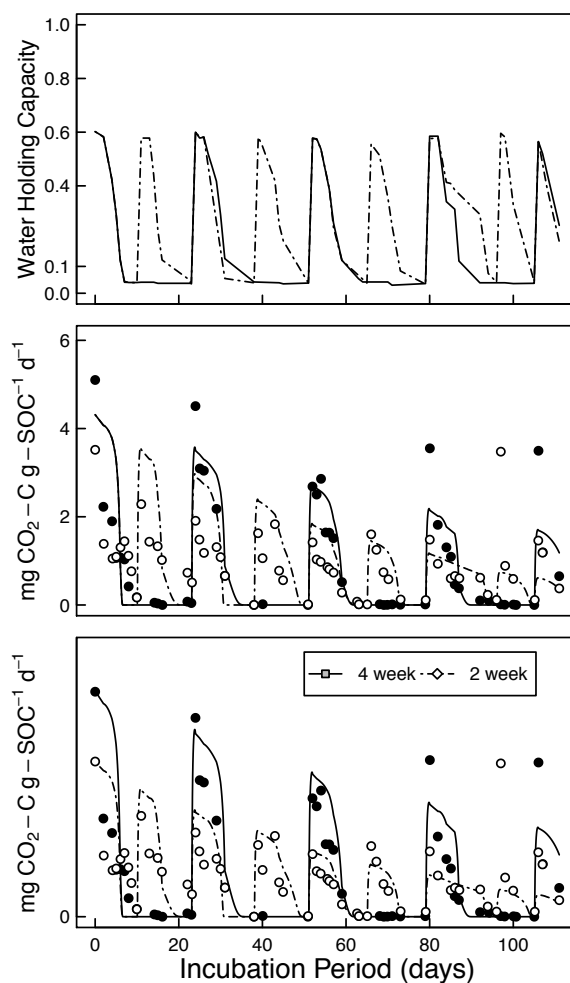 Water Holding Capacity
1.0
0.8
0.6
0.4
0.1
0.0
mg CO₂−C g−SOC⁻¹ d⁻¹
6
4
2
0
mg CO₂−C g−SOC⁻¹ d⁻¹
4 week 2 week
0
0 20 40 60 80 100
Incubation Period (days)